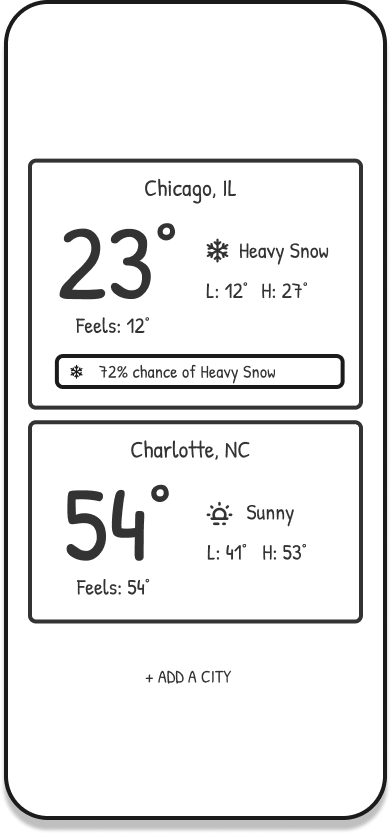 Chicago, IL
23°
Heavy Snow
L: 12° H: 27°
Feels: 12°
72% chance of Heavy Snow
Charlotte, NC
54°
Sunny
L: 41° H: 53°
Feels: 54°
+ ADD A CITY